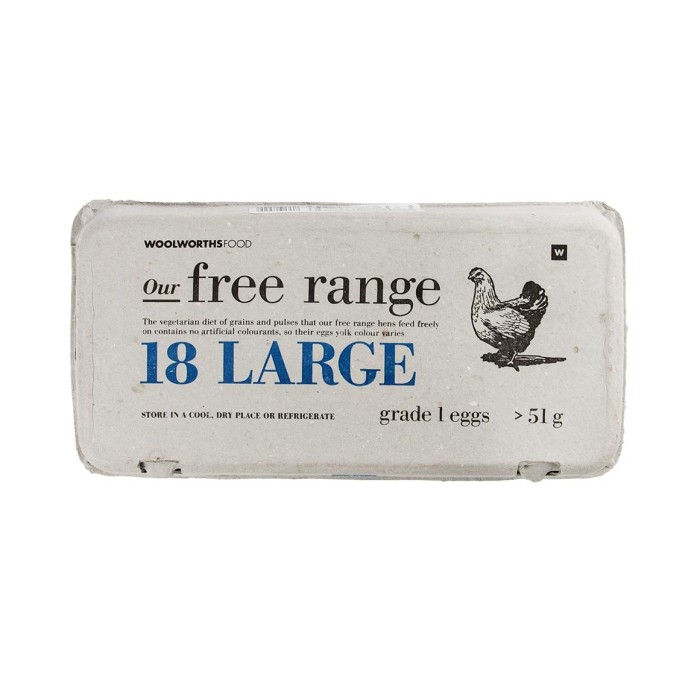 WOOLWORTHSFOOD
W
Our free range
The vegetarian diet of grains and pulses that our free range hens feed freely
on contains no artificial colourants, so their eggs yolk colour varies
18 LARGE
STORE IN A COOL, DRY PLACE OR REFRIGERATE
grade 1 eggs > 51 g